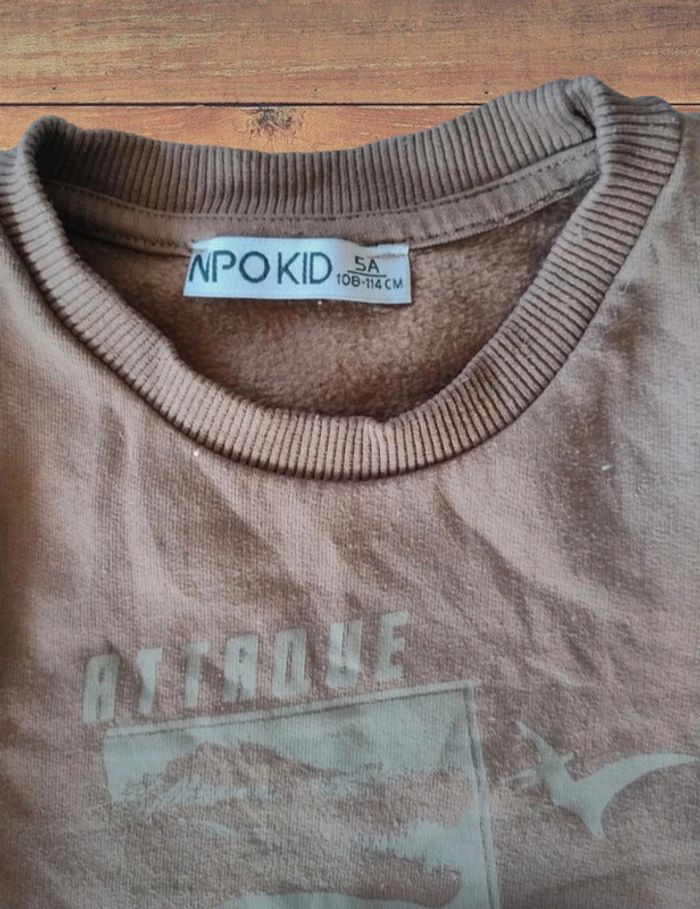 NPO KID
5A
108-114 CM
ATTAQUE